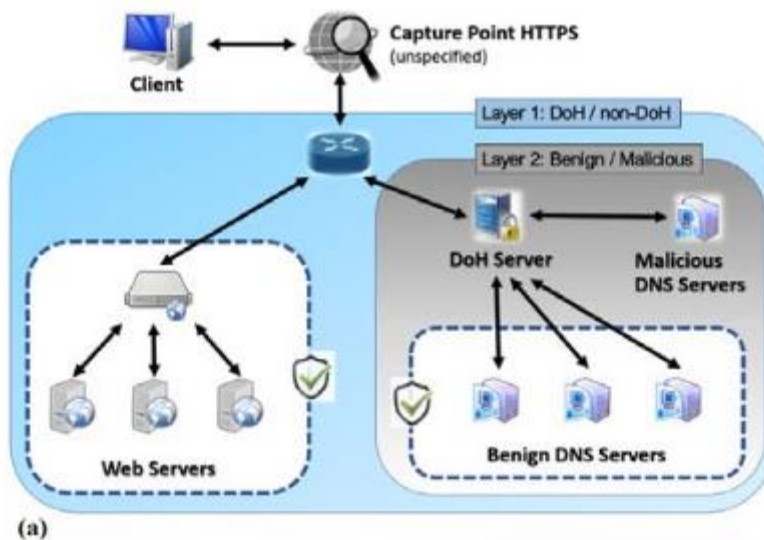 Client
Capture Point HTTPS
(unspecified)
Layer 1: DoH / non-DoH
Layer 2: Benign / Malicious
DoH Server
Malicious
DNS Servers
Web Servers
Benign DNS Servers
(a)